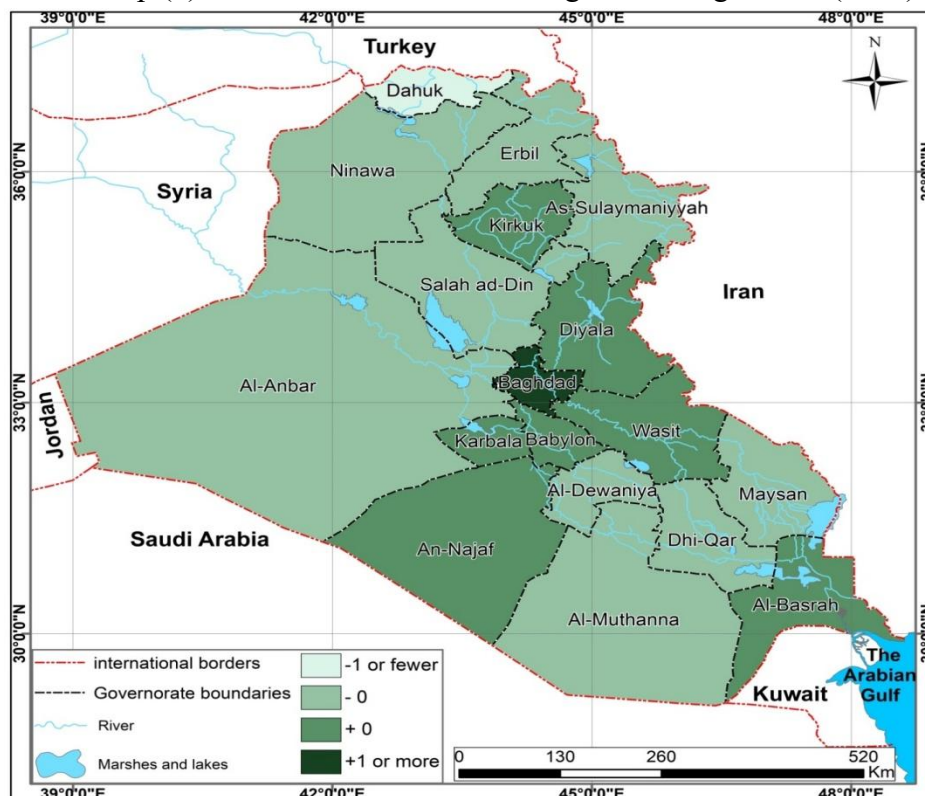 39°0'0"E 42°0'0"E 45°0'0"E 48°0'0"E
Turkey
N
Dahuk
Erbil
36°0'0"N
Ninawa
Syria
As-Sulaymaniyyah
Kirkuk
Salah ad-Din
Iran
Diyala
Al-Anbar
Baghdad
33°0'0"N
Jordan
Karbala
Babylon
Wasit
Al-Dewaniya
Maysan
Saudi Arabia
An-Najaf
Dhi-Qar
Al-Basrah
Al-Muthanna
30°0'0"N
The
Arabian
Gulf
Kuwait
international borders
Governorate boundaries
River
Marshes and lakes
-1 or fewer
- 0
+ 0
+1 or more
0 130 260 520
Km
39°0'0"E 42°0'0"E 45°0'0"E 48°0'0"E